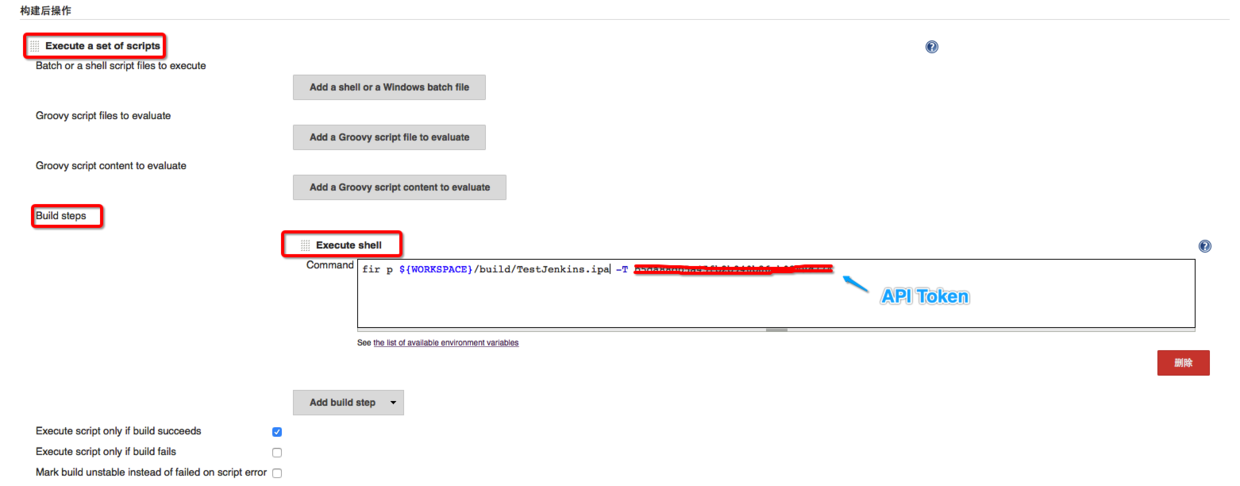 构建后操作
Execute a set of scripts
Batch or a shell script files to execute
Add a shell or a Windows batch file
Groovy script files to evaluate
Add a Groovy script file to evaluate
Groovy script content to evaluate
Add a Groovy script content to evaluate
Build steps
Execute shell
Command
fir p ${WORKSPACE}/build/TestJenkins.ipa -T
API Token
See the list of available environment variables
删除
Add build step
Execute script only if build succeeds
Execute script only if build fails
Mark build unstable instead of failed on script error